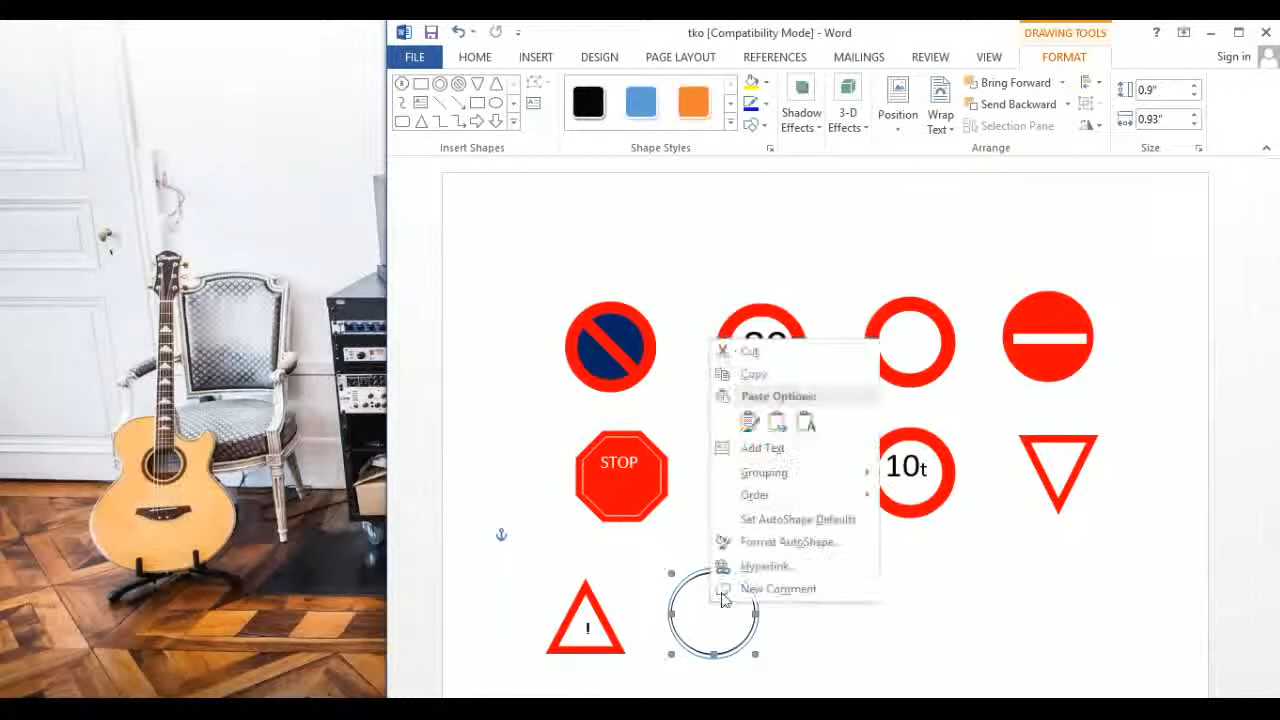 tko [Compatibility Mode] - Word
DRAWING TOOLS
FILE HOME INSERT DESIGN PAGE LAYOUT REFERENCES MAILINGS REVIEW VIEW FORMAT Sign in
Shadow Effects
3-D Effects
Position
Wrap Text
Bring Forward
Send Backward
Selection Pane
0.9"
0.93"
Insert Shapes Shape Styles Arrange Size
Cut
Copy
Paste Options:
Add Text
Grouping
Order
Set AutoShape Defaults
Format AutoShape...
Hyperlink...
New Comment
STOP
10t
!